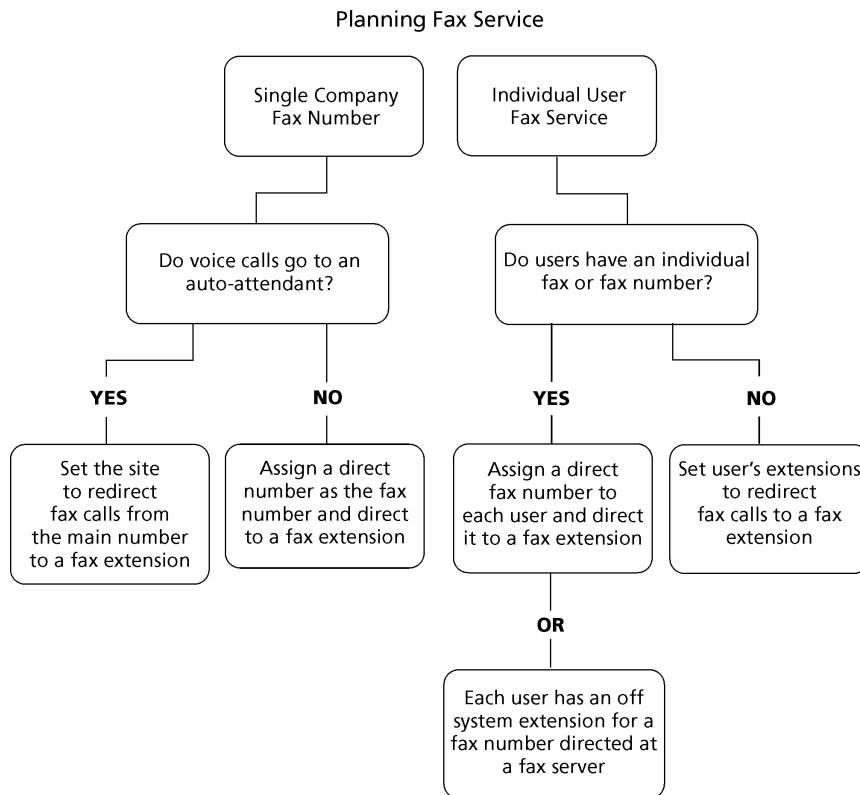 Planning Fax Service
Single Company
Fax Number
Individual User
Fax Service
Do voice calls go to an
auto-attendant?
Do users have an individual
fax or fax number?
YES
NO
YES
NO
Set the site
to redirect
fax calls from
the main number
to a fax extension
Assign a direct
number as the fax
number and direct
to a fax extension
Assign a direct
fax number to
each user and direct
it to a fax extension
Set user's extensions
to redirect
fax calls to a fax
extension
OR
Each user has an off
system extension for a
fax number directed at
a fax server